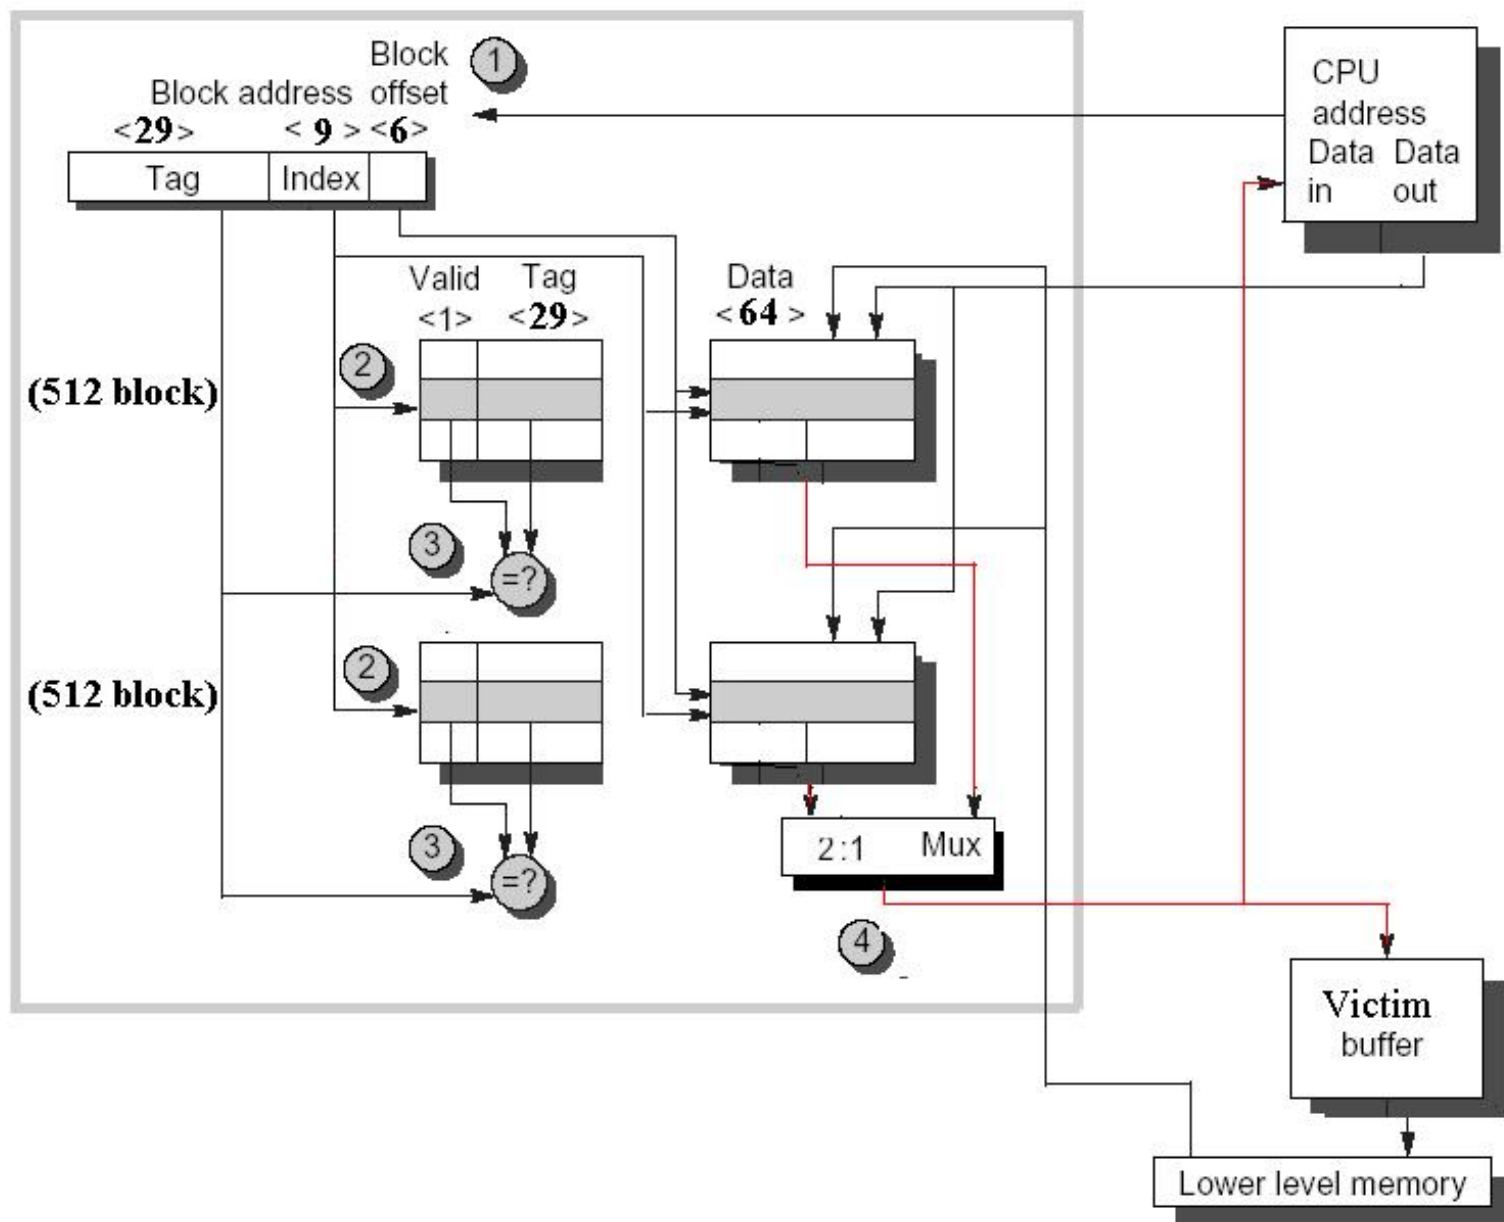 Block
offset
1
Block address
<29>
< 9 >
<6>
Tag
Index
CPU
address
Data
in
Data
out
Valid
<1>
Tag
<29>
Data
<64 >
(512 block)
2
3
=?
(512 block)
2
3
=?
2:1
Mux
4
Victim
buffer
Lower level memory